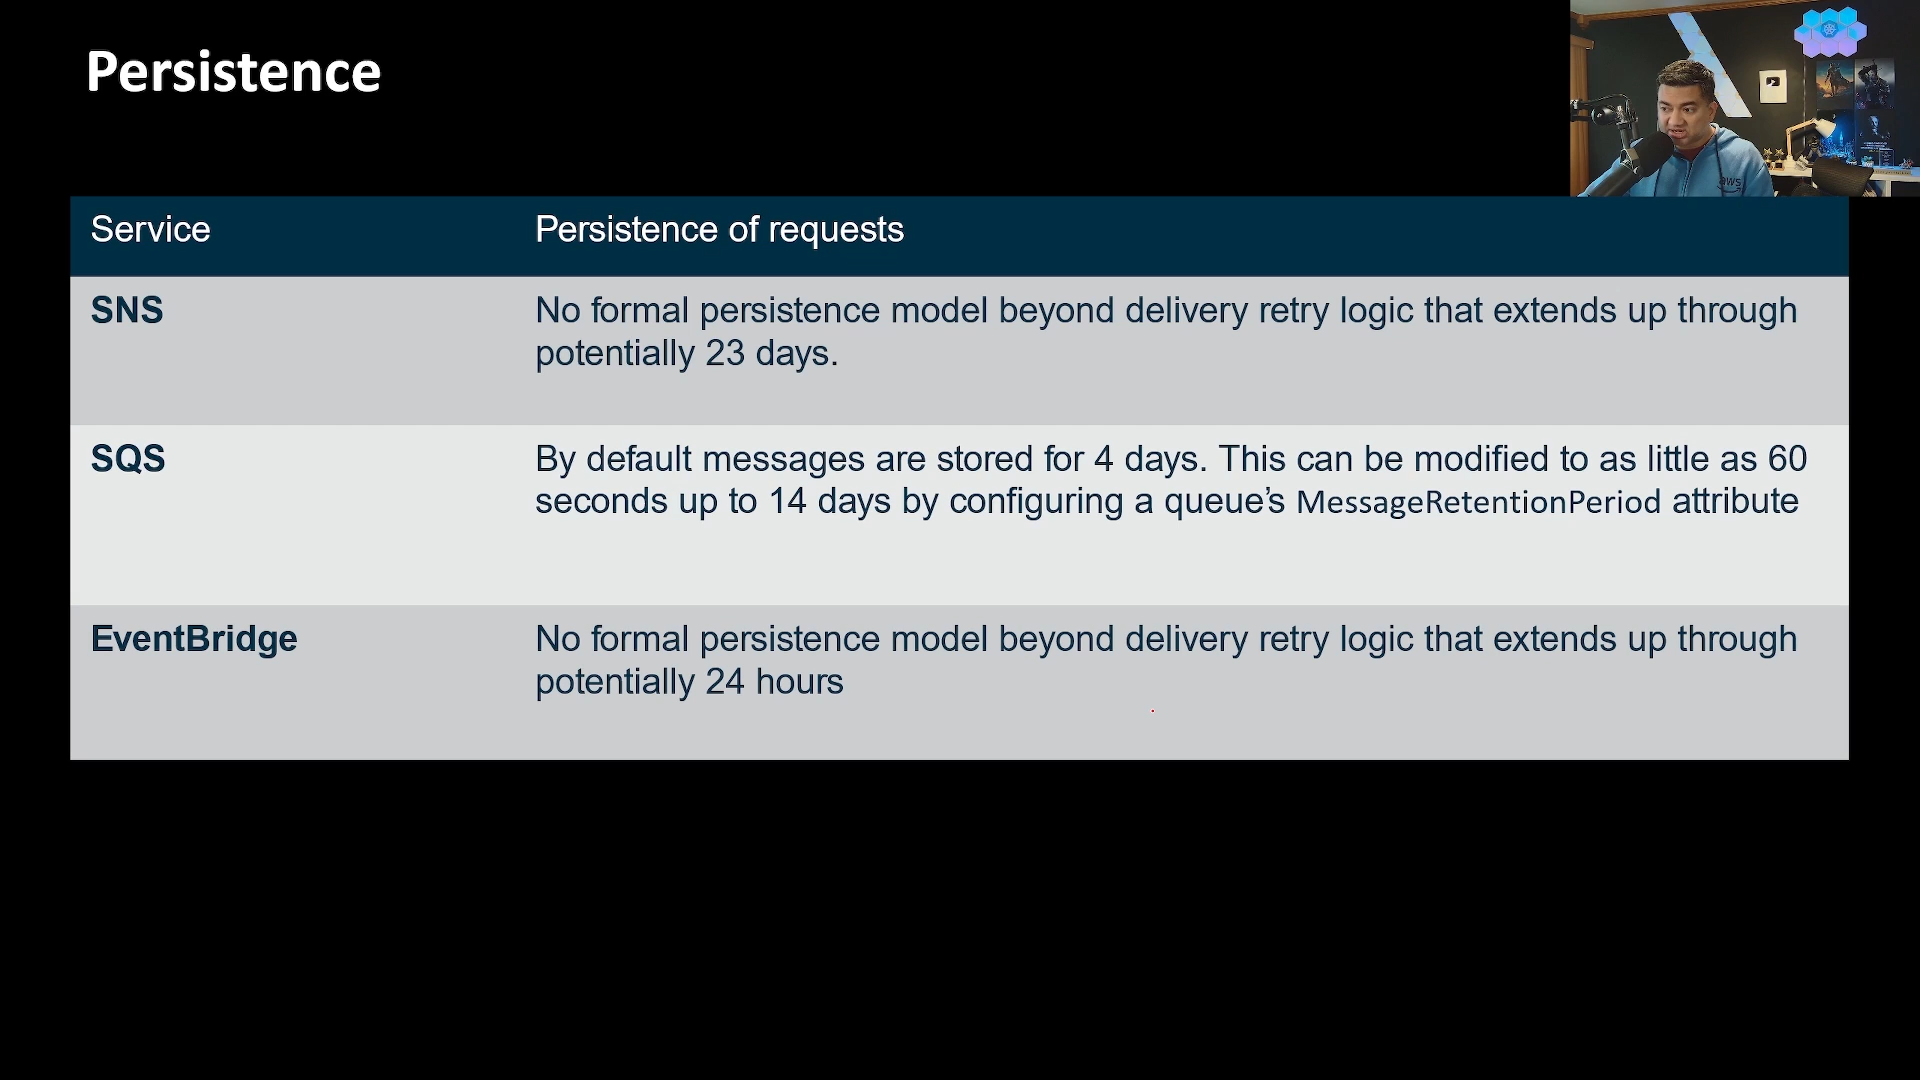 Persistence
aws
Service
Persistence of requests
SNS
No formal persistence model beyond delivery retry logic that extends up through
potentially 23 days.
SQS
By default messages are stored for 4 days. This can be modified to as little as 60
seconds up to 14 days by configuring a queue’s MessageRetentionPeriod attribute
EventBridge
No formal persistence model beyond delivery retry logic that extends up through
potentially 24 hours